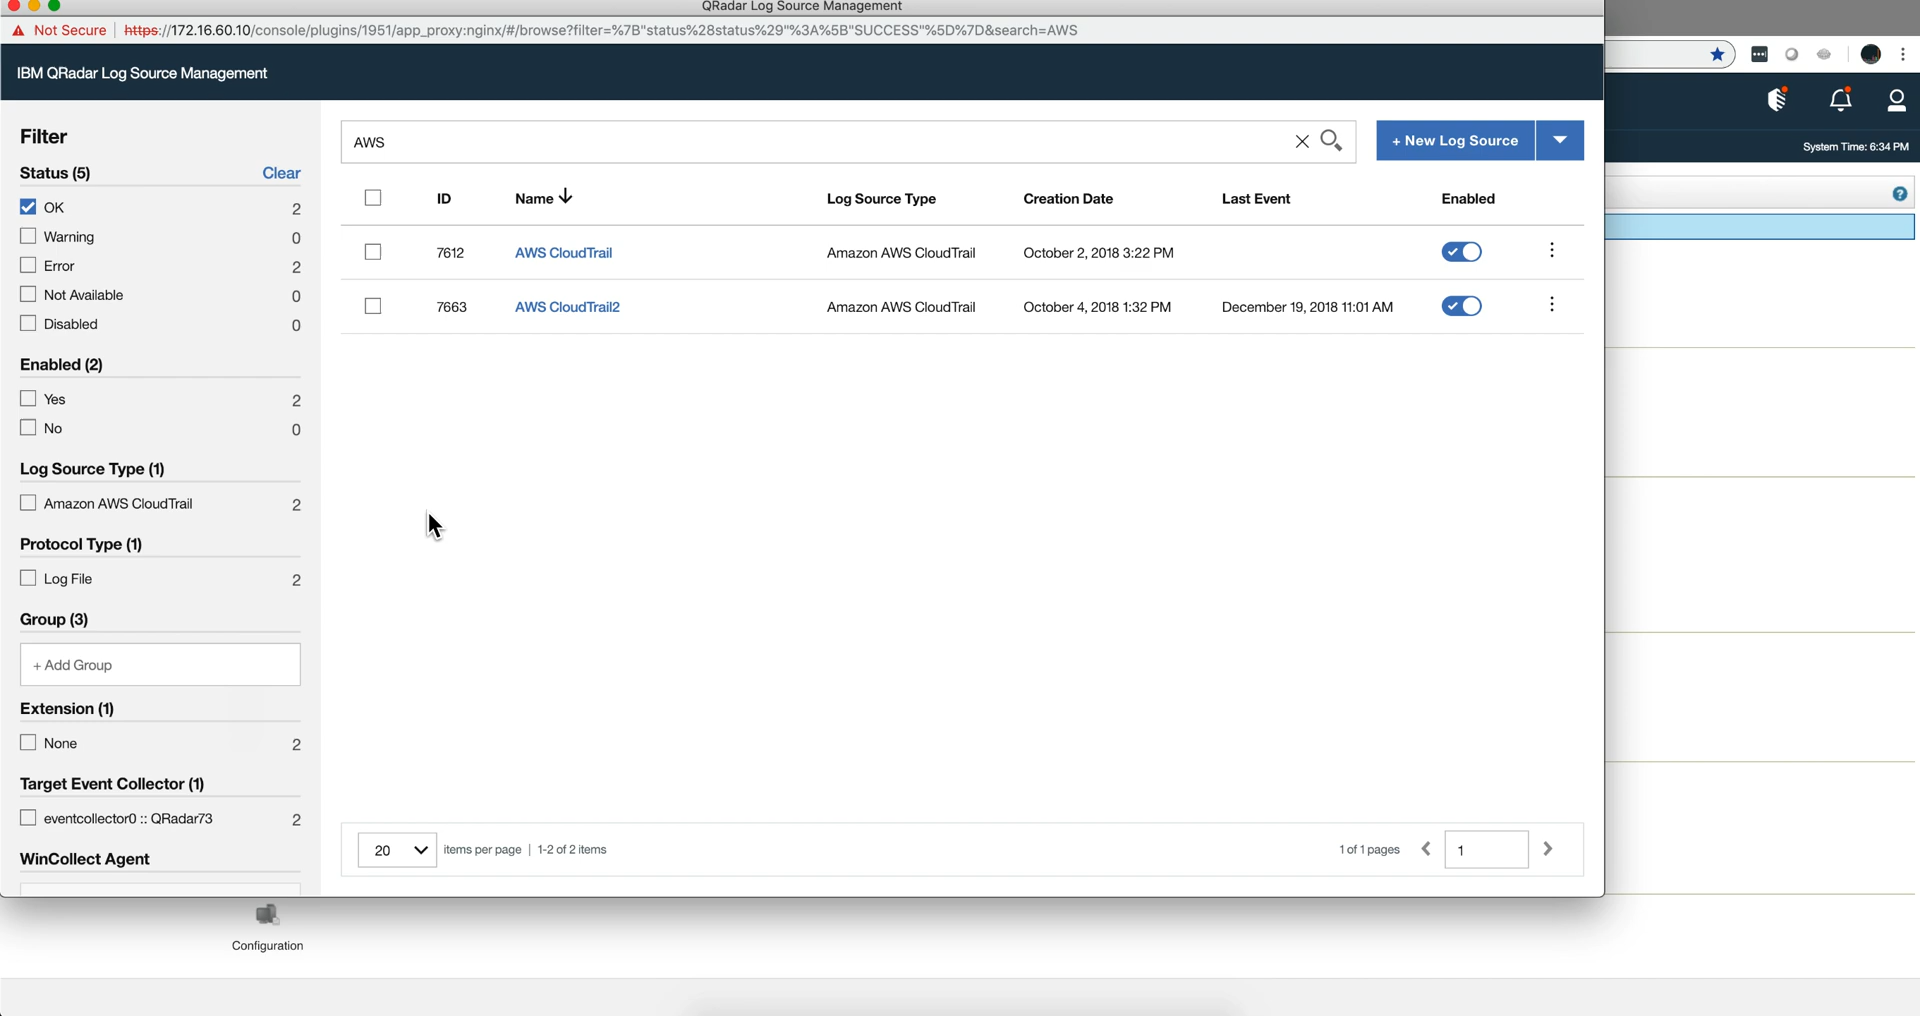 QRadar Log Source Management
Not Secure | https://172.16.60.10/console/plugins/1951/app_proxy:nginx/#/browse?filter=%7B"status%28status%29"%3A%5B"SUCCESS"%5D%7D&search=AWS
IBM QRadar Log Source Management
System Time: 6:34 PM
Filter
Status (5) Clear
OK 2
Warning 0
Error 2
Not Available 0
Disabled 0
Enabled (2)
Yes 2
No 0
Log Source Type (1)
Amazon AWS CloudTrail 2
Protocol Type (1)
Log File 2
Group (3)
+ Add Group
Extension (1)
None 2
Target Event Collector (1)
eventcollector0 :: QRadar73 2
WinCollect Agent
AWS
+ New Log Source
ID Name Log Source Type Creation Date Last Event Enabled
7612 AWS CloudTrail Amazon AWS CloudTrail October 2, 2018 3:22 PM
7663 AWS CloudTrail2 Amazon AWS CloudTrail October 4, 2018 1:32 PM December 19, 2018 11:01 AM
20 items per page | 1-2 of 2 items 1 of 1 pages 1
Configuration